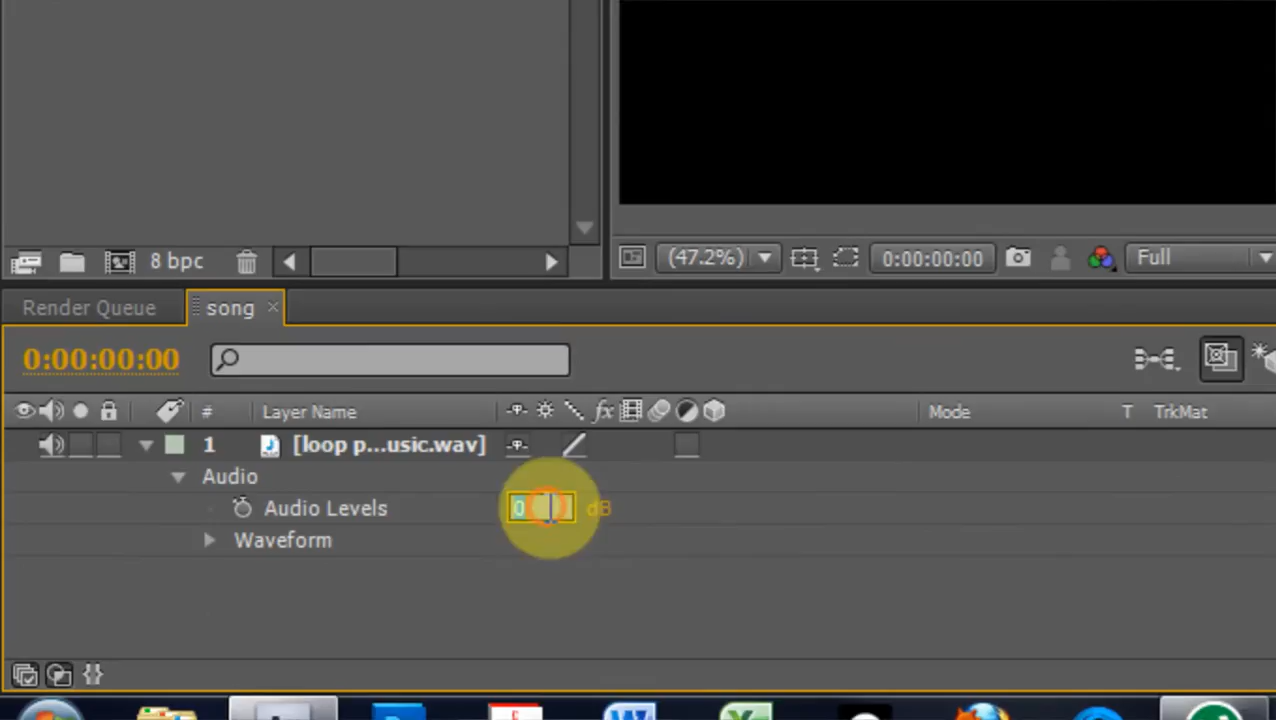 8 bpc
(47.2%)
0:00:00:00
Full
Render Queue
song
0:00:00:00
#
Layer Name
fx
Mode
T
TrkMat
1
[loop p...usic.wav]
Audio
Audio Levels
0
dB
Waveform